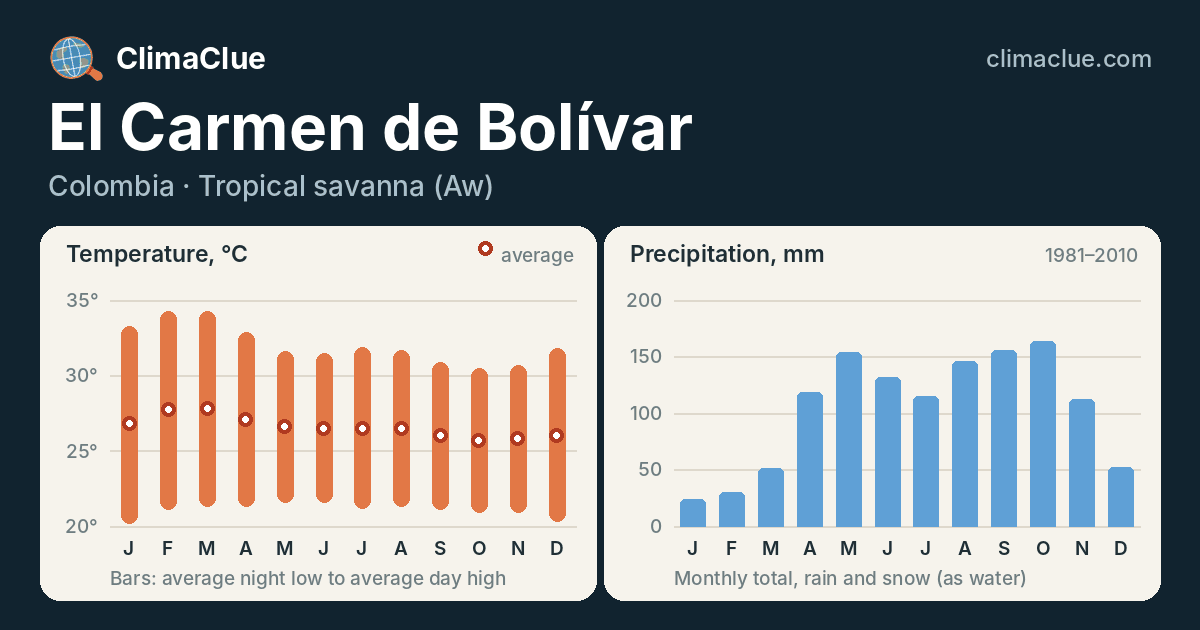 ClimaClue
climaclue.com
El Carmen de Bolívar
Colombia · Tropical savanna (Aw)
Temperature, °C
average
35°
30°
25°
20°
J F M A M J J A S O N D
Bars: average night low to average day high
Precipitation, mm
1981–2010
200
150
100
50
0
J F M A M J J A S O N D
Monthly total, rain and snow (as water)